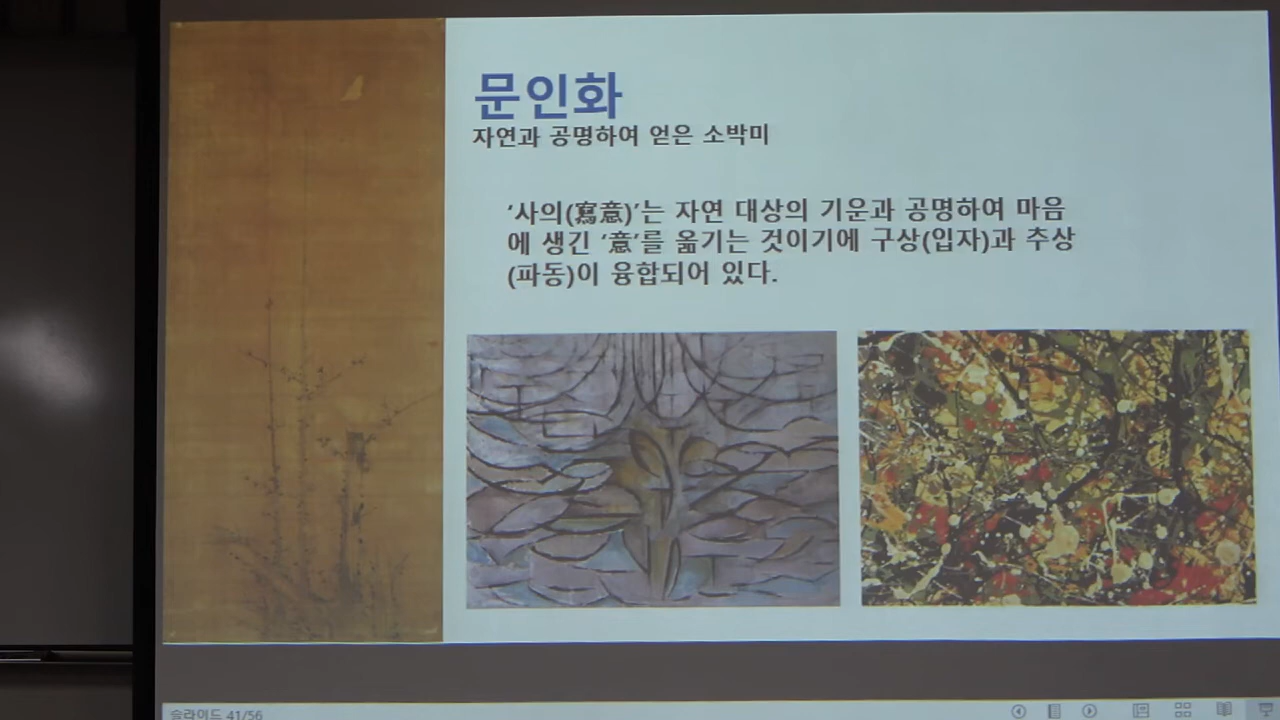 문인화
자연과 공명하여 얻은 소박미
‘사의(寫意)’는 자연 대상의 기운과 공명하여 마음
에 생긴 ‘意’를 옮기는 것이기에 구상(입자)과 추상
(파동)이 융합되어 있다.
슬라이드 41/56